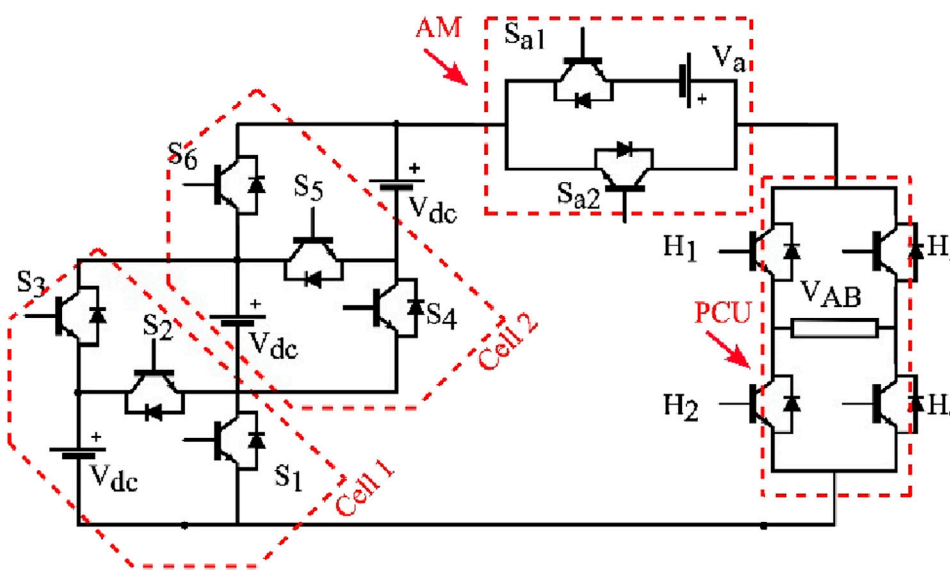 AM
Sa1
Va
+
S6
+
Vdc
S5
Sa2
H1
S3
S4
VAB
S2
+
Vdc
PCU
Cell 2
H2
+
Vdc
S1
Cell 1